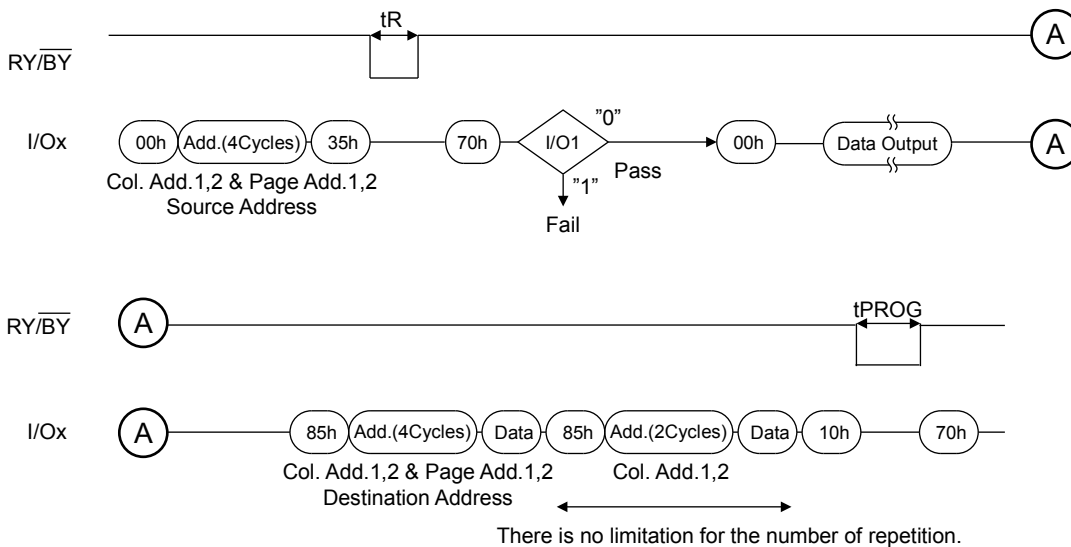 tR
RY/BY
A
I/Ox
00h Add.(4Cycles) 35h 70h I/O1 "0" 00h Data Output A
Pass
"1"
Fail
Col. Add.1,2 & Page Add.1,2
Source Address
tPROG
RY/BY
A
I/Ox
A 85h Add.(4Cycles) Data 85h Add.(2Cycles) Data 10h 70h
Col. Add.1,2 & Page Add.1,2 Col. Add.1,2
Destination Address
There is no limitation for the number of repetition.